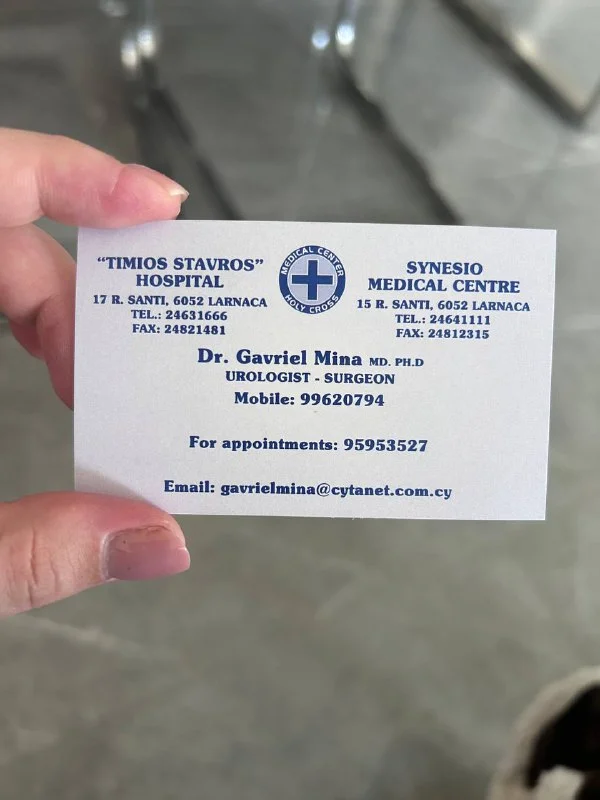 "TIMIOS STAVROS"
HOSPITAL
17 R. SANTI, 6052 LARNACA
TEL.: 24631666
FAX: 24821481
MEDICAL CENTER
HOLY CROSS
SYNESIO
MEDICAL CENTRE
15 R. SANTI, 6052 LARNACA
TEL.: 24641111
FAX: 24812315
Dr. Gavriel Mina MD. PH.D
UROLOGIST - SURGEON
Mobile: 99620794
For appointments: 95953527
Email: gavrielmina@cytanet.com.cy